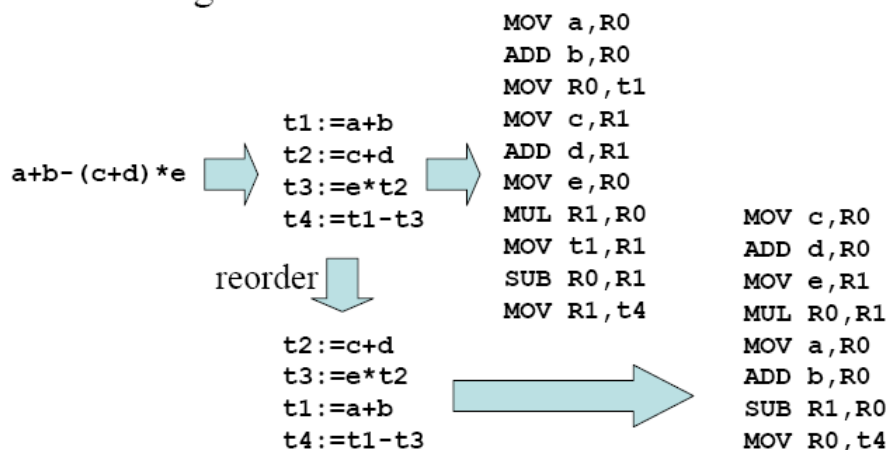 MOV a,R0
ADD b,R0
MOV R0,t1
MOV c,R1
ADD d,R1
MOV e,R0
MUL R1,R0
MOV t1,R1
SUB R0,R1
MOV R1,t4
a+b-(c+d)*e
t1:=a+b
t2:=c+d
t3:=e*t2
t4:=t1-t3
reorder
t2:=c+d
t3:=e*t2
t1:=a+b
t4:=t1-t3
MOV c,R0
ADD d,R0
MOV e,R1
MUL R0,R1
MOV a,R0
ADD b,R0
SUB R1,R0
MOV R0,t4